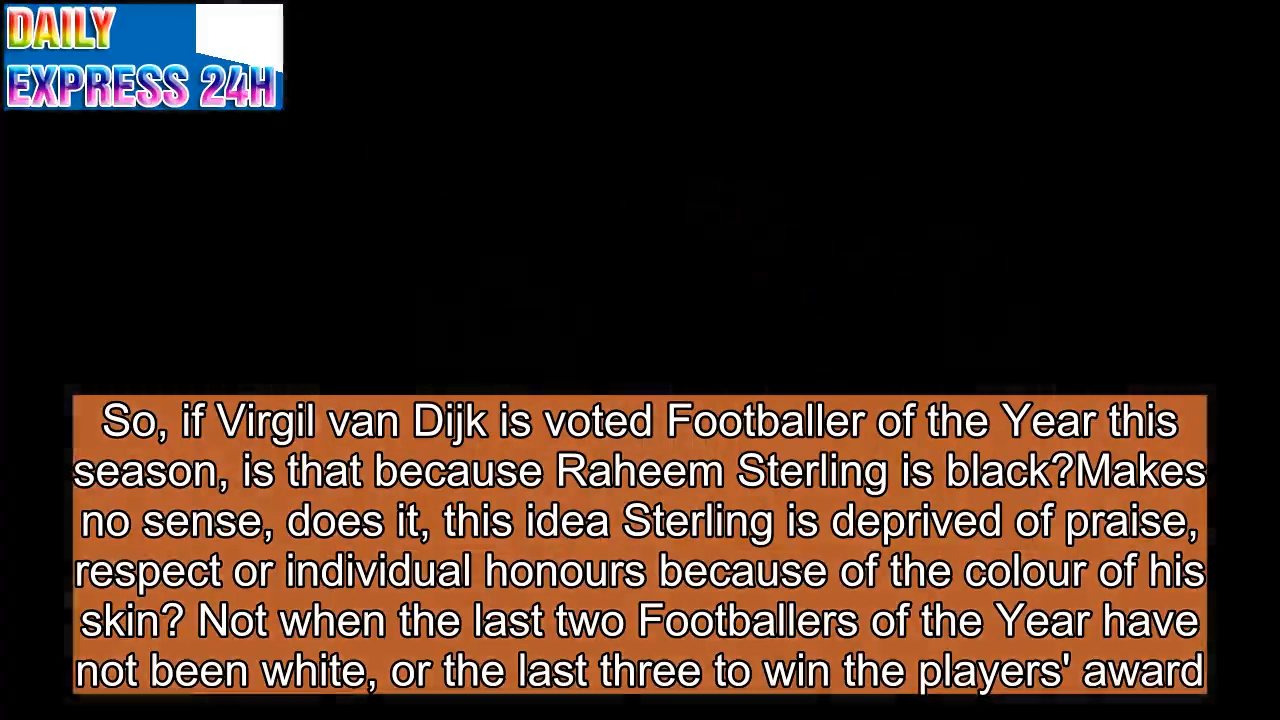 DAILY
EXPRESS 24H
So, if Virgil van Dijk is voted Footballer of the Year this
season, is that because Raheem Sterling is black?Makes
no sense, does it, this idea Sterling is deprived of praise,
respect or individual honours because of the colour of his
skin? Not when the last two Footballers of the Year have
not been white, or the last three to win the players' award